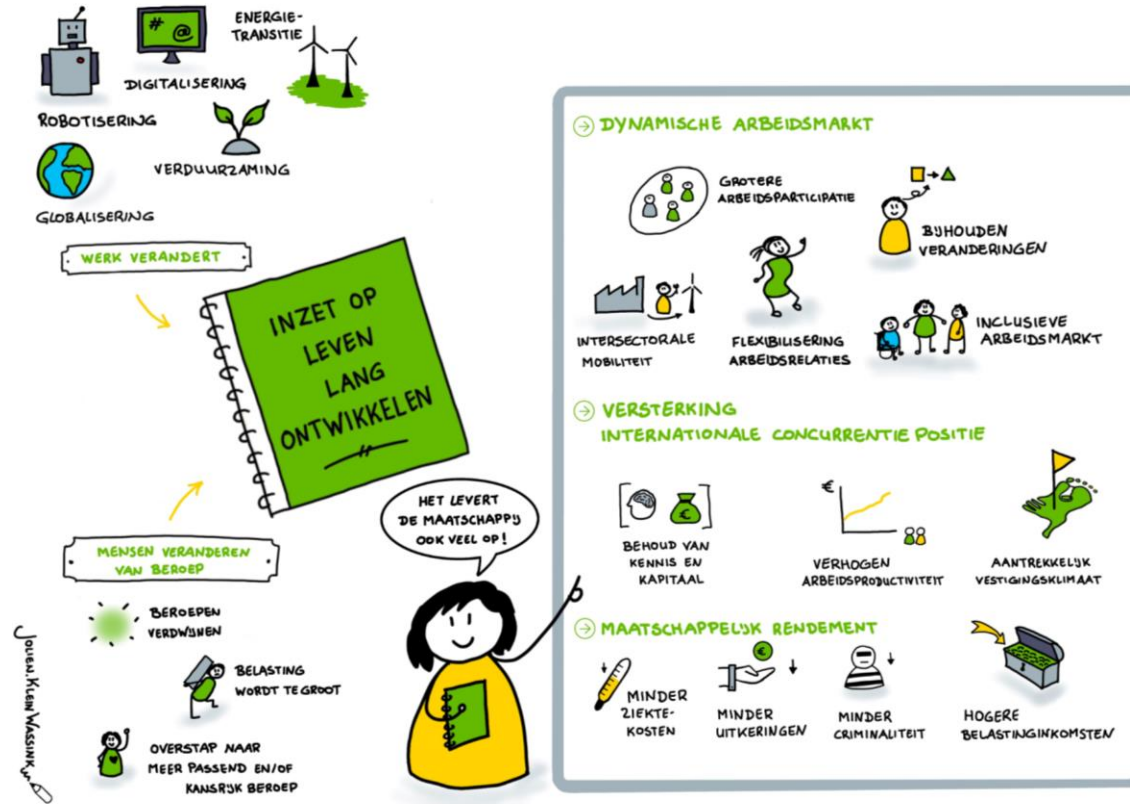 ENERGIE-
TRANSITIE
# @
DIGITALISERING
ROBOTISERING
VERDUURZAMING
GLOBALISERING
WERK VERANDERT
INZET OP
LEVEN
LANG
ONTWIKKELEN
MENSEN VERANDEREN
VAN BEROEP
BEROEPEN
VERDWIJNEN
BELASTING
WORDT TE GROOT
OVERSTAP NAAR
MEER PASSEND EN/OF
KANSRIJK BEROEP
JOLIEN.KLEINWASSINK
HET LEVERT
DE MAATSCHAPPIJ
OOK VEEL OP!
DYNAMISCHE ARBEIDSMARKT
GROTERE
ARBEIDSPARTICIPATIE
BIJHOUDEN
VERANDERINGEN
INTERSECTORALE
MOBILITEIT
FLEXIBILISERING
ARBEIDSRELATIES
INCLUSIEVE
ARBEIDSMARKT
VERSTERKING
INTERNATIONALE CONCURRENTIE POSITIE
€
BEHOUD VAN
KENNIS EN
KAPITAAL
€
VERHOGEN
ARBEIDSPRODUCTIVITEIT
AANTREKKELIJK
VESTIGINGSKLIMAAT
MAATSCHAPPELIJK RENDEMENT
MINDER
ZIEKTE-
KOSTEN
€
MINDER
UITKERINGEN
MINDER
CRIMINALITEIT
HOGERE
BELASTINGINKOMSTEN